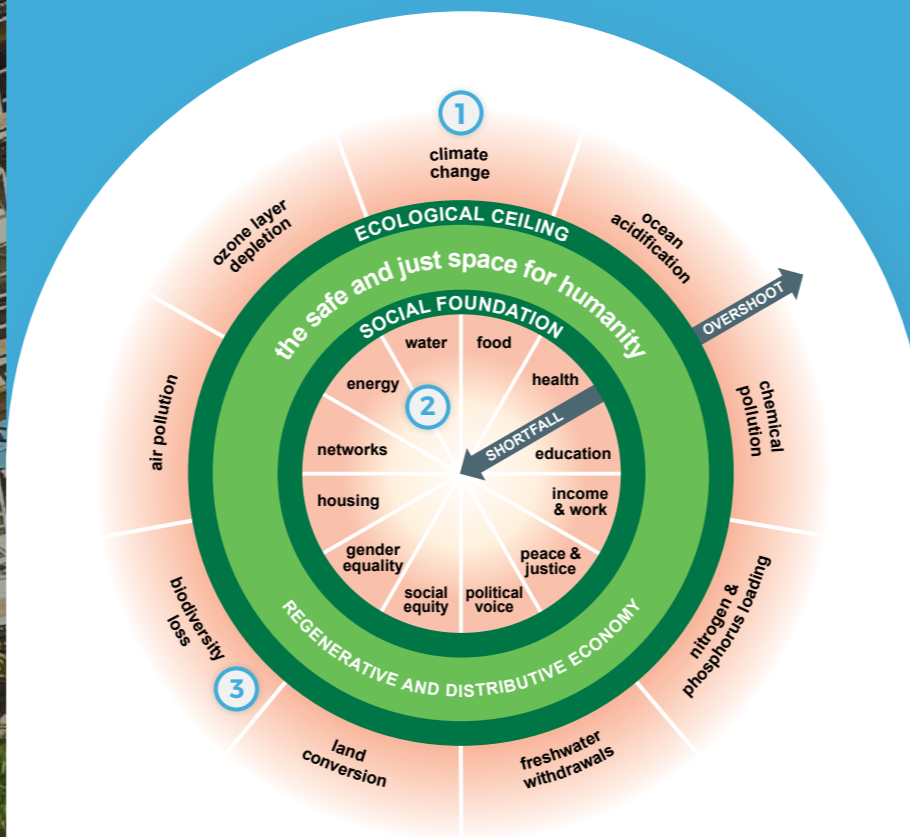 1
climate
change
ozone layer
depletion
ocean
acidification
ECOLOGICAL CEILING
the safe and just space for humanity
SOCIAL FOUNDATION
OVERSHOOT
water
food
energy
health
2
SHORTFALL
air pollution
chemical
pollution
networks
education
housing
income
& work
gender
equality
peace &
justice
social
equity
political
voice
REGENERATIVE AND DISTRIBUTIVE ECONOMY
biodiversity
loss
3
nitrogen &
phosphorus loading
land
conversion
freshwater
withdrawals